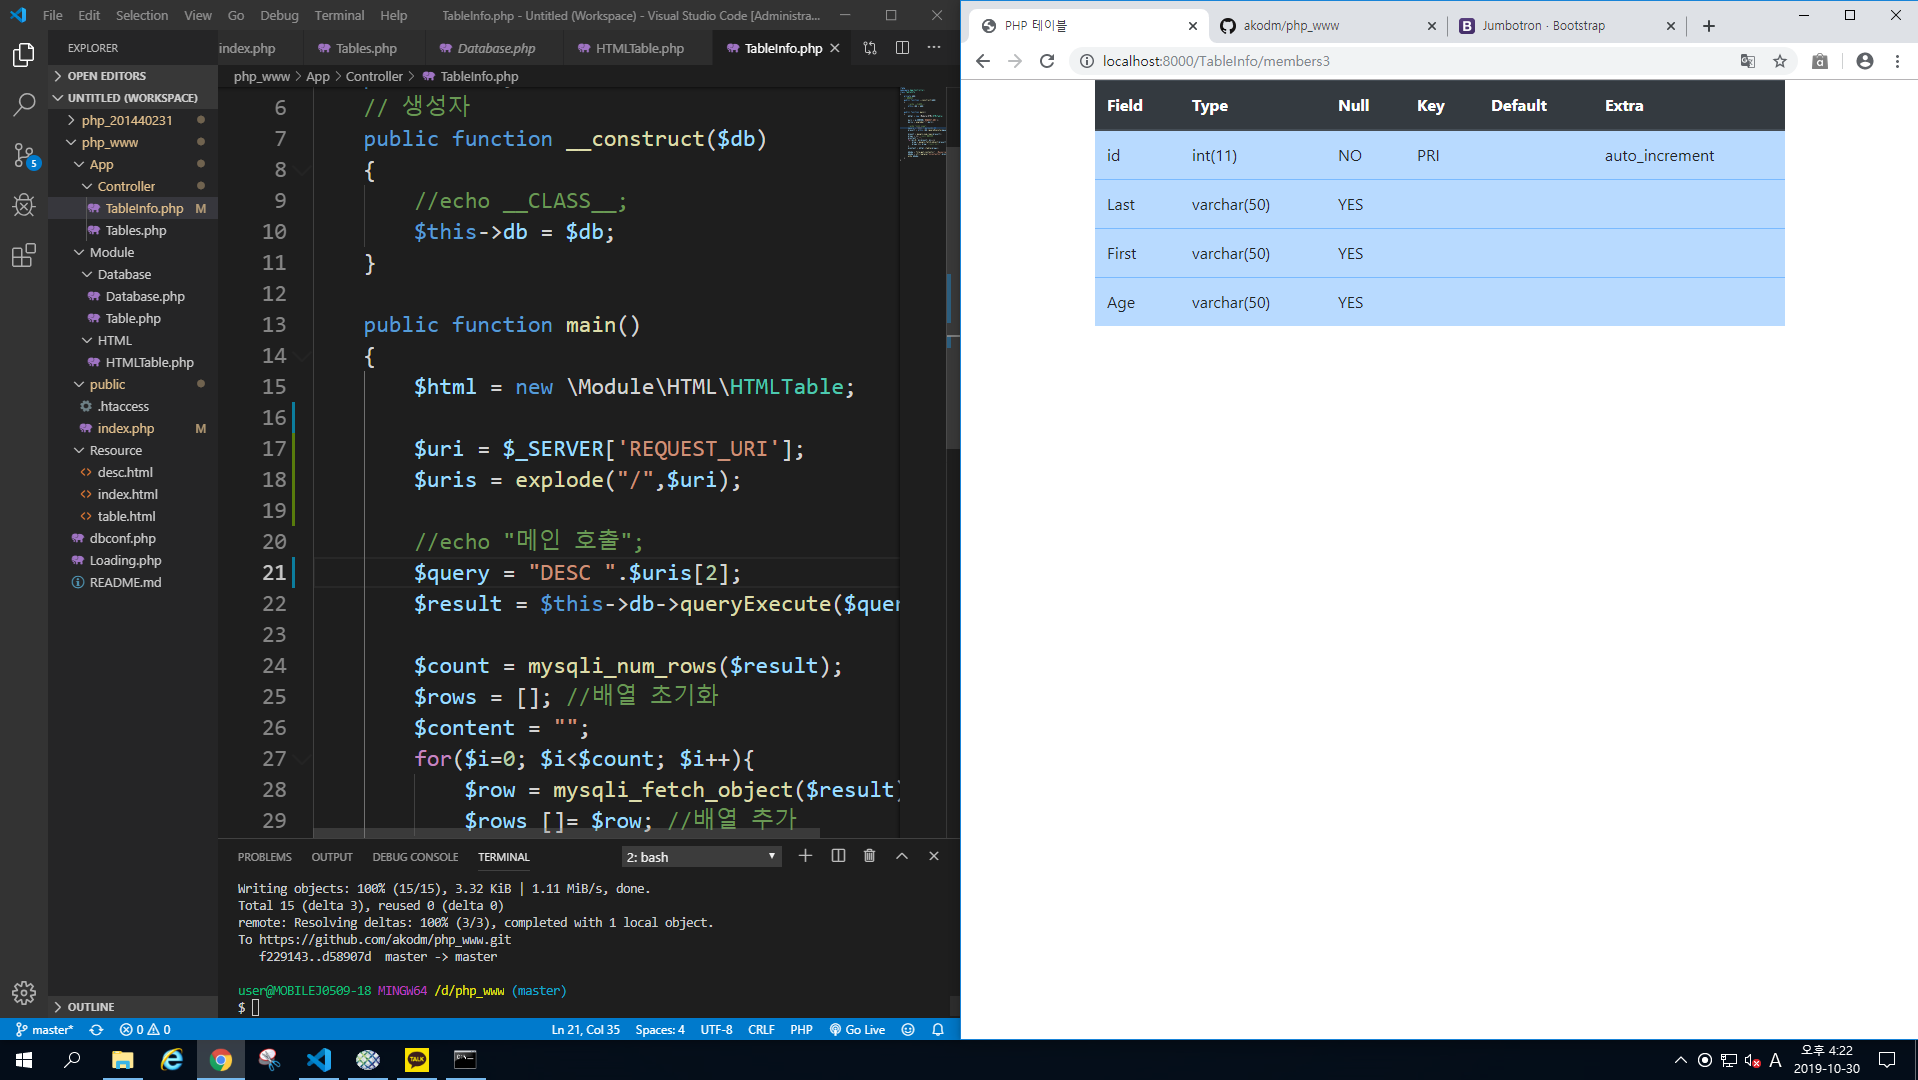 File Edit Selection View Go Debug Terminal Help TableInfo.php - Untitled (Workspace) - Visual Studio Code [Administra...
EXPLORER
OPEN EDITORS
UNTITLED (WORKSPACE)
php_201440231
php_www
App
Controller
TableInfo.php M
Tables.php
Module
Database
Database.php
Table.php
HTML
HTMLTable.php
public
.htaccess
index.php M
Resource
desc.html
index.html
table.html
dbconf.php
Loading.php
README.md
OUTLINE
5
index.php Tables.php Database.php HTMLTable.php TableInfo.php
php_www > App > Controller > TableInfo.php
6 // 생성자
7 public function __construct($db)
8 {
9 //echo __CLASS__;
10 $this->db = $db;
11 }
12
13 public function main()
14 {
15 $html = new \Module\HTML\HTMLTable;
16
17 $uri = $_SERVER['REQUEST_URI'];
18 $uris = explode("/",$uri);
19
20 //echo "메인 호출";
21 $query = "DESC ".$uris[2];
22 $result = $this->db->queryExecute($quer
23
24 $count = mysqli_num_rows($result);
25 $rows = []; //배열 초기화
26 $content = "";
27 for($i=0; $i<$count; $i++){
28 $row = mysqli_fetch_object($result)
29 $rows []= $row; //배열 추가
PROBLEMS OUTPUT DEBUG CONSOLE TERMINAL 2: bash
Writing objects: 100% (15/15), 3.32 KiB | 1.11 MiB/s, done.
Total 15 (delta 3), reused 0 (delta 0)
remote: Resolving deltas: 100% (3/3), completed with 1 local object.
To https://github.com/akodm/php_www.git
f229143..d58907d master -> master
user@MOBILEJ0509-18 MINGW64 /d/php_www (master)
$
master* 0 0 Ln 21, Col 35 Spaces: 4 UTF-8 CRLF PHP Go Live
PHP 테이블 akodm/php_www Jumbotron · Bootstrap
localhost:8000/TableInfo/members3
Field Type Null Key Default Extra
id int(11) NO PRI auto_increment
Last varchar(50) YES
First varchar(50) YES
Age varchar(50) YES
TALK
A
오후 4:22
2019-10-30